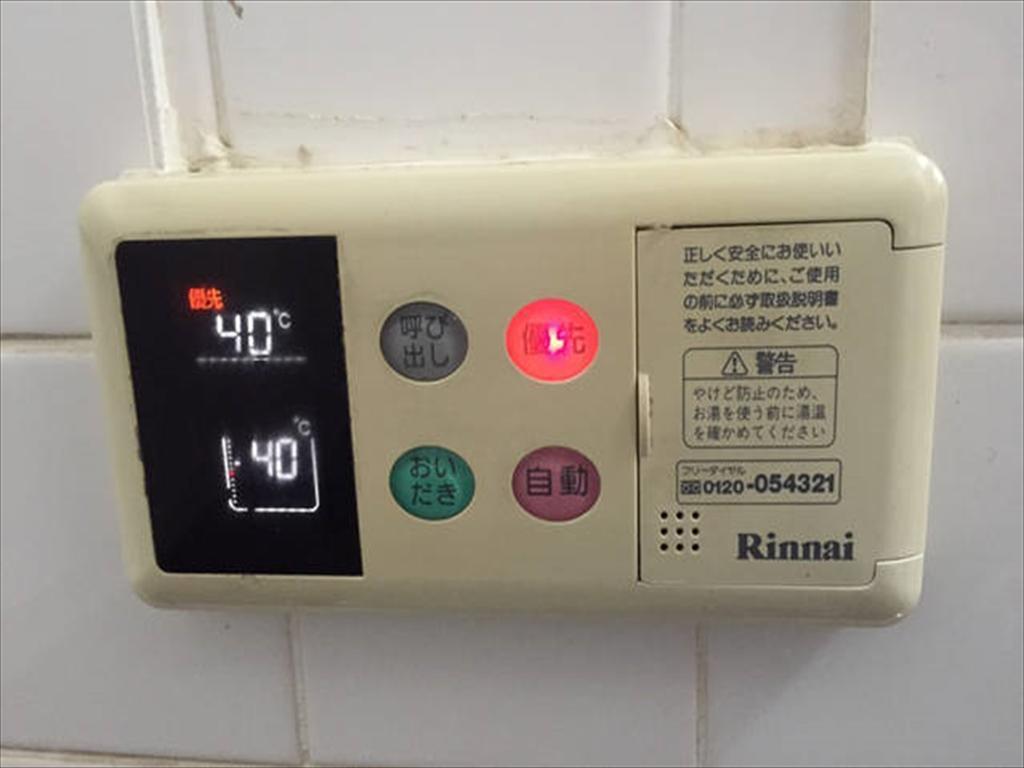 優先
40℃
40℃
呼び
出し
優先
おい
だき
自動
正しく安全にお使いい
ただくために、ご使用
の前に必ず取扱説明書
をよくお読みください。
警告
やけど防止のため、
お湯を使う前に湯温
を確かめてください
フリーダイヤル
0120-054321
Rinnai